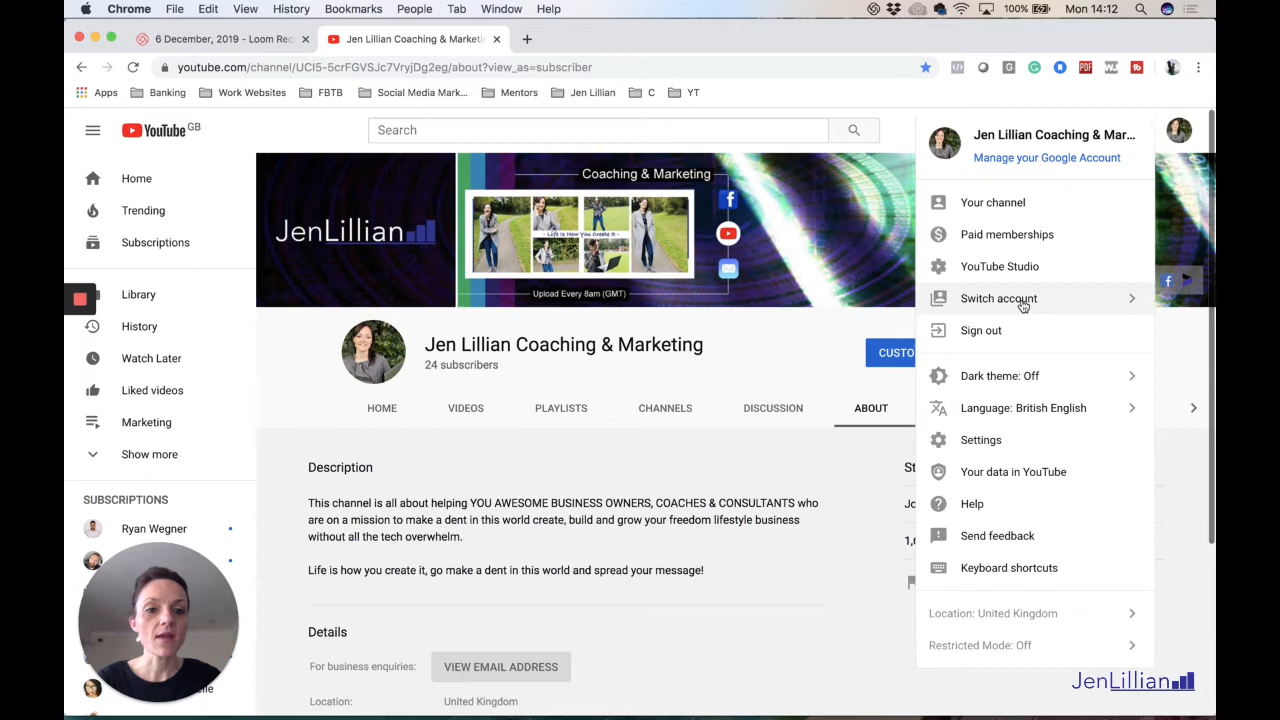 Chrome File Edit View History Bookmarks People Tab Window Help 100% Mon 14:12
6 December, 2019 - Loom Rec
Jen Lillian Coaching & Marketi
youtube.com/channel/UCI5-5crFGVSJc7VryjDg2eg/about?view_as=subscriber
Apps Banking Work Websites FBTB Social Media Mark... Mentors Jen Lillian C YT
YouTube GB
Search
Jen Lillian Coaching & Mar...
Manage your Google Account
Home
Trending
Subscriptions
Library
History
Watch Later
Liked videos
Marketing
Show more
SUBSCRIPTIONS
Ryan Wegner
JenLillian
Coaching & Marketing
- Life is How You Create it -
Upload Every 8am (GMT)
Jen Lillian Coaching & Marketing
24 subscribers
CUSTO
HOME VIDEOS PLAYLISTS CHANNELS DISCUSSION ABOUT
Description
This channel is all about helping YOU AWESOME BUSINESS OWNERS, COACHES & CONSULTANTS who
are on a mission to make a dent in this world create, build and grow your freedom lifestyle business
without all the tech overwhelm.
Life is how you create it, go make a dent in this world and spread your message!
Details
For business enquiries: VIEW EMAIL ADDRESS
Location: United Kingdom
St
Jo
1,
Your channel
Paid memberships
YouTube Studio
Switch account
Sign out
Dark theme: Off
Language: British English
Settings
Your data in YouTube
Help
Send feedback
Keyboard shortcuts
Location: United Kingdom
Restricted Mode: Off
JenLillian